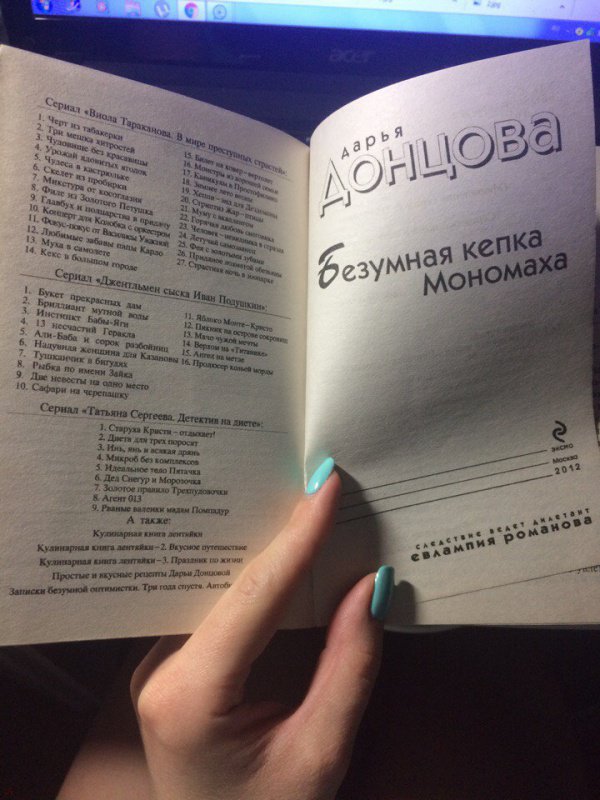 acer
Сериал «Виола Тараканова. В мире преступных страстей»:
1. Черт из табакерки
2. Три мешка хитростей
3. Чудовище без красавицы
4. Урожай ядовитых ягодок
5. Чудеса в кастрюльке
6. Скелет из пробирки
7. Микстура от косоглазия
8. Филе из Золотого Петушка
9. Главбух и полцарства в придачу
10. Концерт для Колобка с оркестром
11. Фокус-покус от Василисы Ужасной
12. Любимые забавы папы Карло
13. Муха в самолете
14. Кекс в большом городе
15. Билет на ковер-вертолет
16. Монстры из хорошей семьи
17. Каникулы в Простофилино
18. Зимнее лето весны
19. Хеппи-энд для Дездемоны
20. Стриптиз Жар-птицы
21. Муму с аквалангом
22. Горячая любовь снеговика
23. Человек-невидимка в стразах
24. Летучий самозванец
25. Фея с золотыми зубами
26. Приданое лохматой обезьяны
27. Страстная ночь в зоопарке
Сериал «Джентльмен сыска Иван Подушкин»:
1. Букет прекрасных дам
2. Бриллиант мутной воды
3. Инстинкт Бабы-Яги
4. 13 несчастий Геракла
5. Али-Баба и сорок разбойниц
6. Надувная женщина для Казановы
7. Тушканчик в бигудях
8. Рыбка по имени Зайка
9. Две невесты на одно место
10. Сафари на черепашку
11. Яблоко Монте-Кристо
12. Пикник на острове сокровищ
13. Мачо чужой мечты
14. Верхом на «Титанике»
15. Ангел на метле
16. Продюсер козьей морды
Сериал «Татьяна Сергеева. Детектив на диете»:
1. Старуха Кристи – отдыхает!
2. Диета для трех поросят
3. Инь, янь и всякая дрянь
4. Микроб без комплексов
5. Идеальное тело Пятачка
6. Дед Снегур и Морозочка
7. Золотое правило Трехпудовочки
8. Агент 013
9. Рваные валенки мадам Помпадур
А также:
Кулинарная книга лентяйки
Кулинарная книга лентяйки–2. Вкусное путешествие
Кулинарная книга лентяйки–3. Праздник по жизни
Простые и вкусные рецепты Дарьи Донцовой
Записки безумной оптимистки. Три года спустя.
дарья
Донцова
Безумная кепка
Мономаха
эксмо
Москва
2012
следствие ведет дилетант
евлампия романова